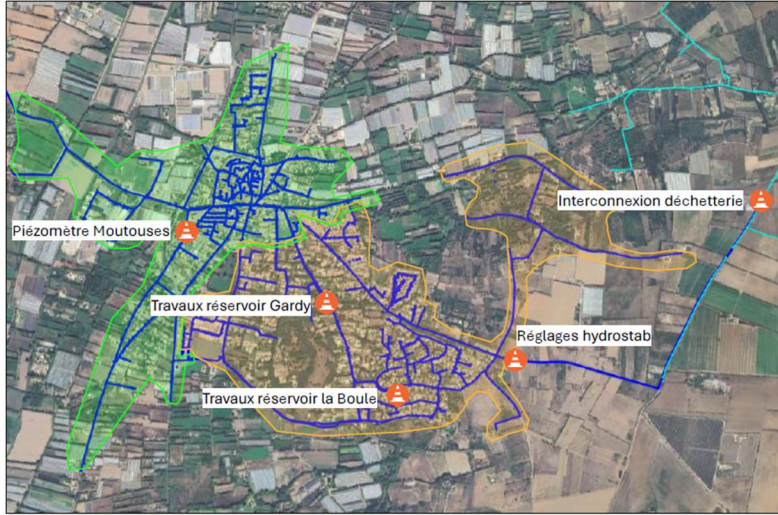 Interconnexion déchetterie
Piézomètre Moutouses
Travaux réservoir Gardy
Réglages hydrostab
Travaux réservoir la Boule